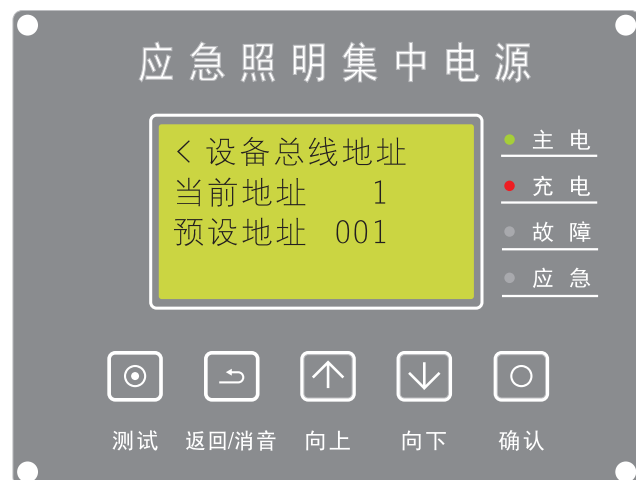 应急照明集中电源
< 设备总线地址
当前地址 1
预设地址 001
主电
充电
故障
应急
测试 返回/消音 向上 向下 确认